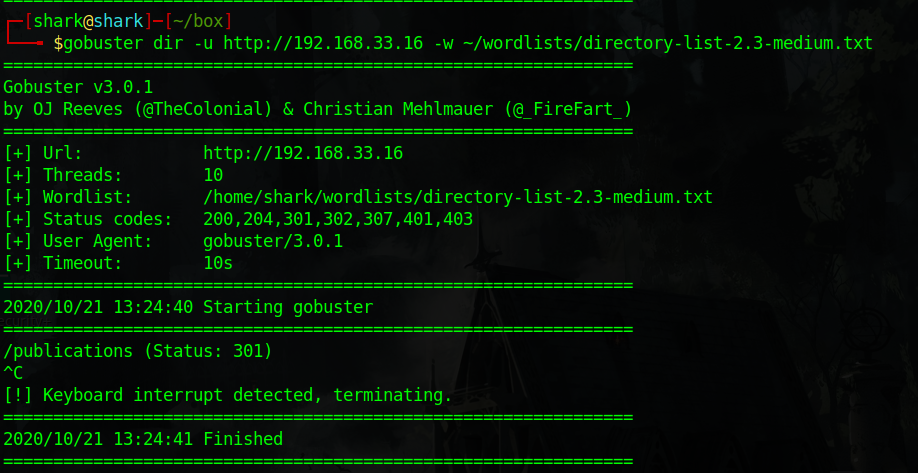 ===============================================================
┌─[shark@shark]─[~/box]
└──╼ $gobuster dir -u http://192.168.33.16 -w ~/wordlists/directory-list-2.3-medium.txt
===============================================================
Gobuster v3.0.1
by OJ Reeves (@TheColonial) & Christian Mehlmauer (@_FireFart_)
===============================================================
[+] Url:            http://192.168.33.16
[+] Threads:        10
[+] Wordlist:       /home/shark/wordlists/directory-list-2.3-medium.txt
[+] Status codes:   200,204,301,302,307,401,403
[+] User Agent:     gobuster/3.0.1
[+] Timeout:        10s
===============================================================
2020/10/21 13:24:40 Starting gobuster
===============================================================
/publications (Status: 301)
^C
[!] Keyboard interrupt detected, terminating.
===============================================================
2020/10/21 13:24:41 Finished
===============================================================